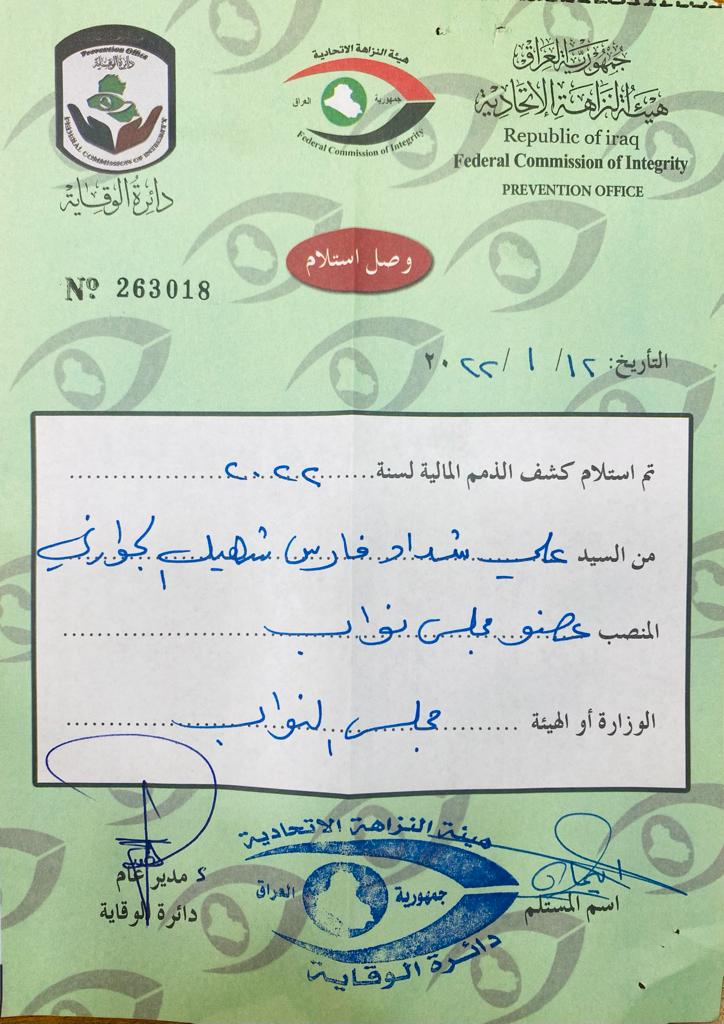 Prevention Office
دائرة الوقاية
FEDERAL COMMISSION OF INTEGRITY
دائرة الوقاية
هيئة النزاهة الاتحادية
جمهورية العراق
Federal Commission of Integrity
جمهورية العراق
هيئة النزاهة الاتحادية
Republic of iraq
Federal Commission of Integrity
PREVENTION OFFICE
وصل استلام
Nº 263018
التأريخ: ١٢ / ١ / ٢٠٢٢
تم استلام كشف الذمم المالية لسنة ٢٠٢٢
من السيد علي شداد فارس شهيل الجوراني
المنصب عضو مجلس نواب
الوزارة أو الهيئة مجلس النواب
اسم المستلم
هيئة النزاهة الاتحادية
جمهورية العراق
دائرة الوقاية
مدير عام
دائرة الوقاية